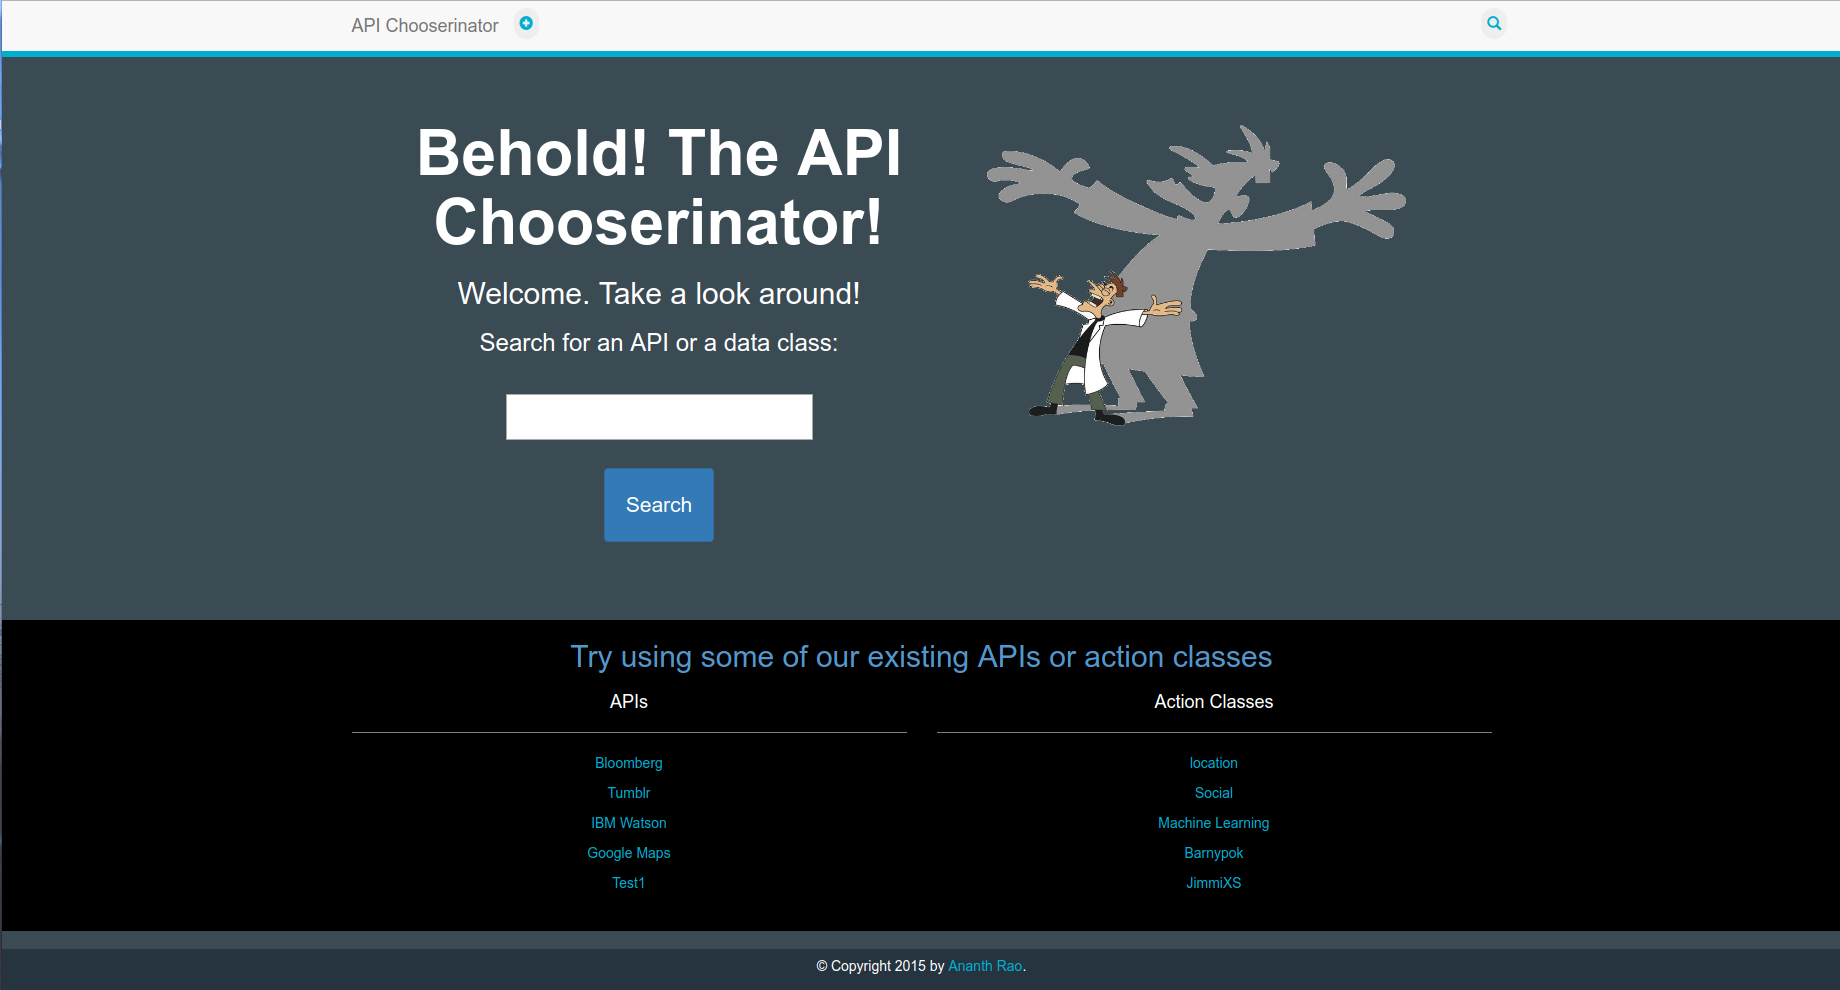 API Chooserinator
Behold! The API
Chooserinator!
Welcome. Take a look around!
Search for an API or a data class:
Search
Try using some of our existing APIs or action classes
APIs
Bloomberg
Tumblr
IBM Watson
Google Maps
Test1
Action Classes
location
Social
Machine Learning
Barnypok
JimmiXS
© Copyright 2015 by Ananth Rao.